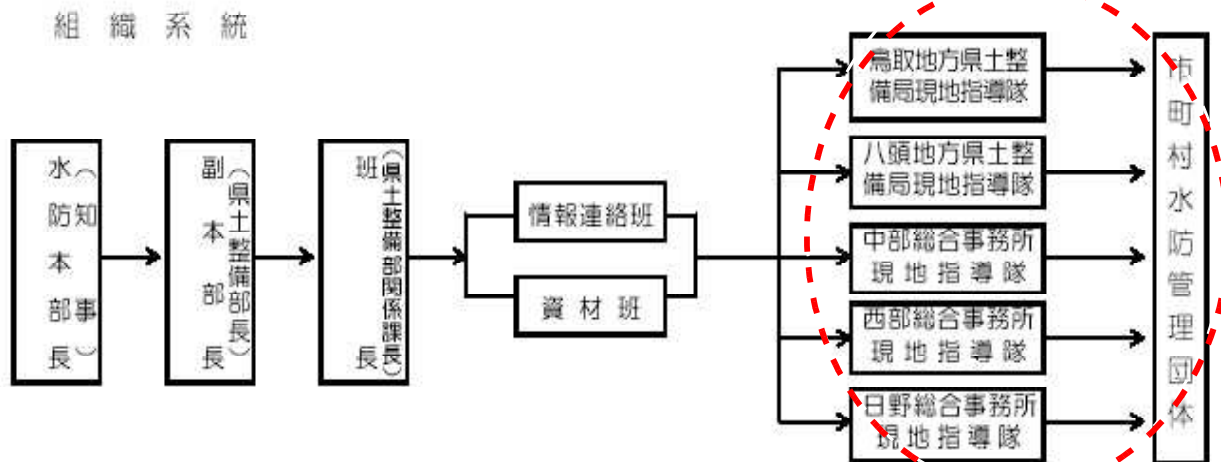 組織系統
水防本部長
（知事）
副本部長
（県土整備部長）
班長
（県土整備部関係課長）
情報連絡班
資材班
鳥取地方県土整
備局現地指導隊
八頭地方県土整
備局現地指導隊
中部総合事務所
現地指導隊
西部総合事務所
現地指導隊
日野総合事務所
現地指導隊
市町村水防管理団体